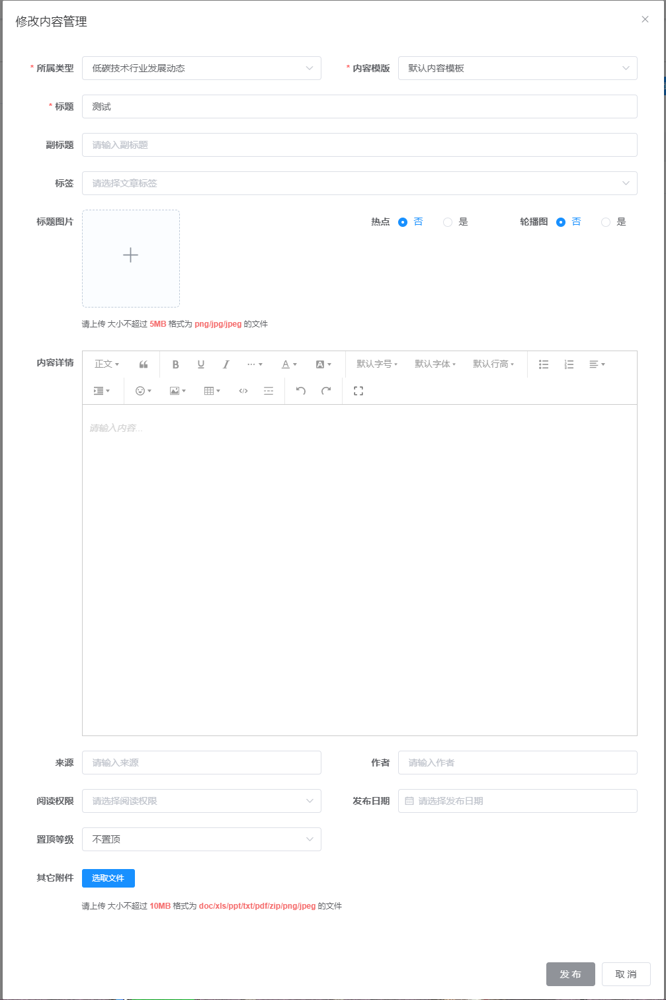 修改内容管理
* 所属类型 低碳技术行业发展动态 * 内容模版 默认内容模板
* 标题 测试
副标题 请输入副标题
标签 请选择文章标签
标题图片 热点 否 是 轮播图 否 是
请上传 大小不超过 5MB 格式为 png/jpg/jpeg 的文件
内容详情 正文 B U I ··· A A 默认字号 默认字体 默认行高
请输入内容...
来源 请输入来源 作者 请输入作者
阅读权限 请选择阅读权限 发布日期 请选择发布日期
置顶等级 不置顶
其它附件 选取文件
请上传 大小不超过 10MB 格式为 doc/xls/ppt/txt/pdf/zip/png/jpeg 的文件
发 布 取 消